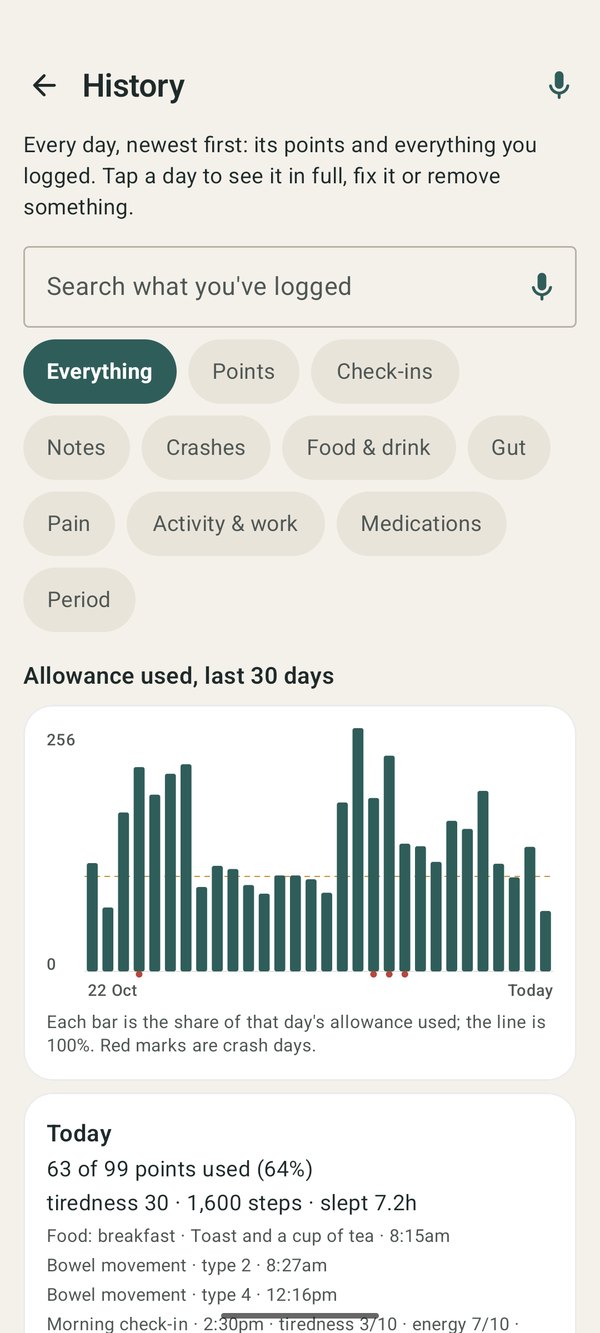 History
Every day, newest first: its points and everything you
logged. Tap a day to see it in full, fix it or remove
something.
Search what you've logged
Everything
Points
Check-ins
Notes
Crashes
Food & drink
Gut
Pain
Activity & work
Medications
Period
Allowance used, last 30 days
256
0
22 Oct
Today
Each bar is the share of that day's allowance used; the line is
100%. Red marks are crash days.
Today
63 of 99 points used (64%)
tiredness 30 · 1,600 steps · slept 7.2h
Food: breakfast · Toast and a cup of tea · 8:15am
Bowel movement · type 2 · 8:27am
Bowel movement · type 4 · 12:16pm
Morning check-in · 2:30pm · tiredness 3/10 · energy 7/10 ·